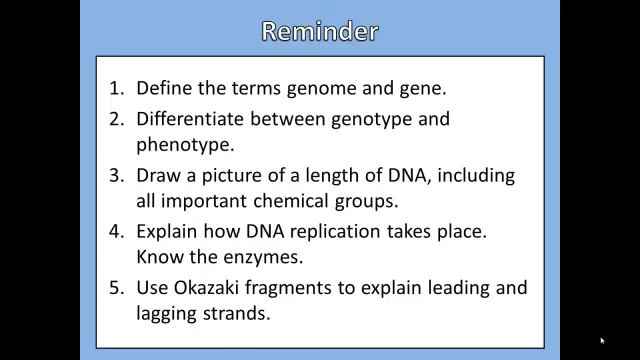 Reminder
1. Define the terms genome and gene.
2. Differentiate between genotype and
phenotype.
3. Draw a picture of a length of DNA, including
all important chemical groups.
4. Explain how DNA replication takes place.
Know the enzymes.
5. Use Okazaki fragments to explain leading and
lagging strands.